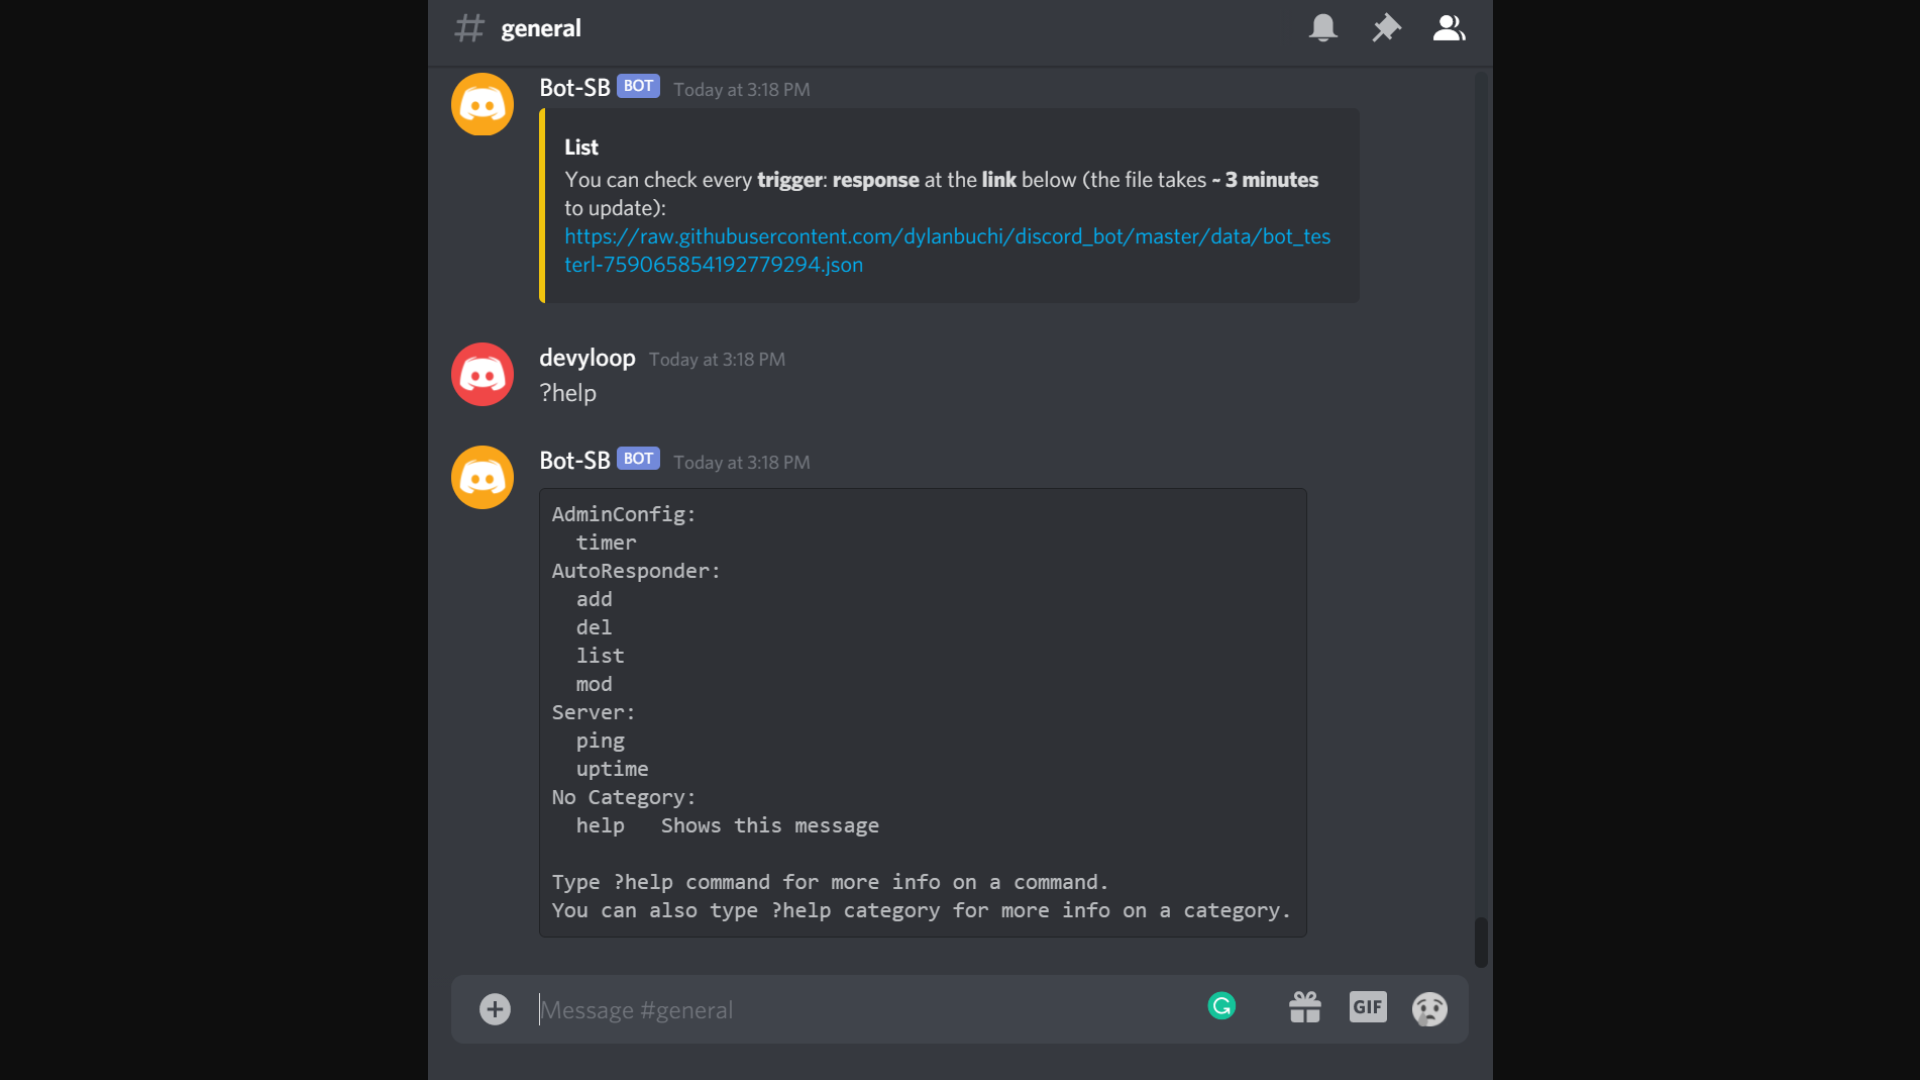 general
Bot-SB BOT Today at 3:18 PM
List
You can check every trigger: response at the link below (the file takes ~ 3 minutes
to update):
https://raw.githubusercontent.com/dylanbuchi/discord_bot/master/data/bot_tes
terl-759065854192779294.json
devyloop Today at 3:18 PM
?help
Bot-SB BOT Today at 3:18 PM
AdminConfig:
  timer
AutoResponder:
  add
  del
  list
  mod
Server:
  ping
  uptime
No Category:
  help   Shows this message
Type ?help command for more info on a command.
You can also type ?help category for more info on a category.
Message #general
GIF